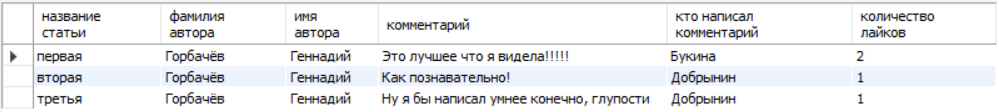 название статьи фамилия автора имя автора комментарий кто написал комментарий количество лайков
первая Горбачёв Геннадий Это лучшее что я видела!!!!! Букина 2
вторая Горбачёв Геннадий Как познавательно! Добрынин 1
третья Горбачёв Геннадий Ну я бы написал умнее конечно, глупости Добрынин 1